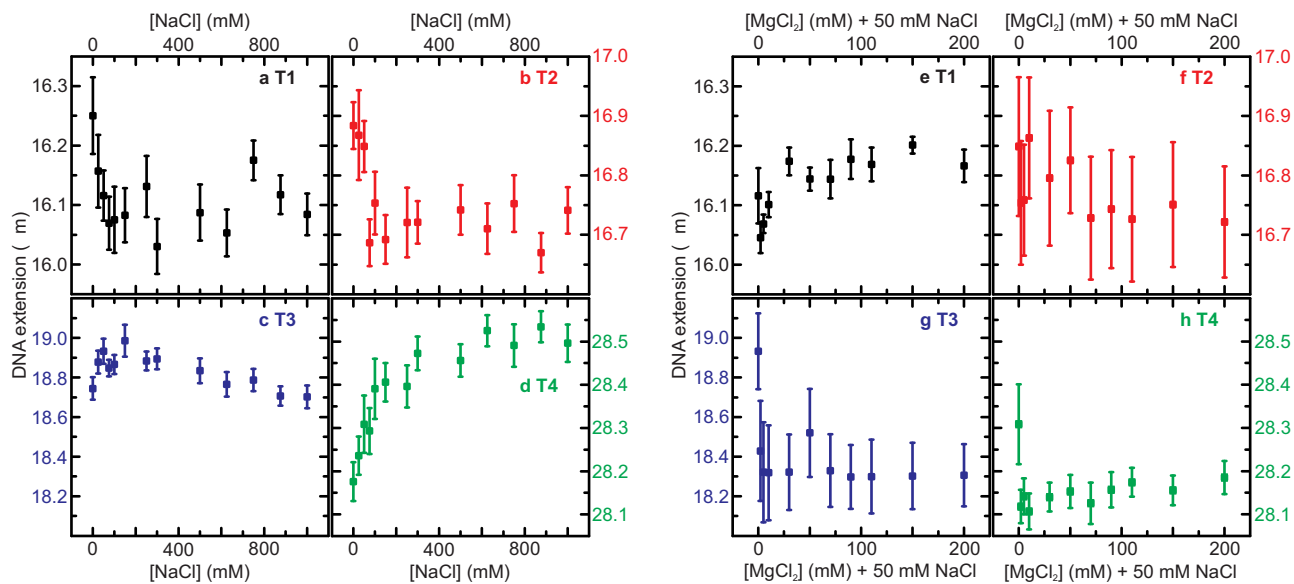 [NaCl] (mM)
[NaCl] (mM)
[MgCl2] (mM) + 50 mM NaCl
[MgCl2] (mM) + 50 mM NaCl
0 400 800
0 400 800
0 100 200
0 100 200
DNA extension ( m)
16.3
16.2
16.1
16.0
a T1
b T2
17.0
16.9
16.8
16.7
19.0
18.8
18.6
18.4
18.2
c T3
d T4
28.5
28.4
28.3
28.2
28.1
0 400 800
0 400 800
[NaCl] (mM)
[NaCl] (mM)
DNA extension ( m)
16.3
16.2
16.1
16.0
e T1
f T2
17.0
16.9
16.8
16.7
19.0
18.8
18.6
18.4
18.2
g T3
h T4
28.5
28.4
28.3
28.2
28.1
0 50 100 150 200
0 100 200
[MgCl2] (mM) + 50 mM NaCl
[MgCl2] (mM) + 50 mM NaCl